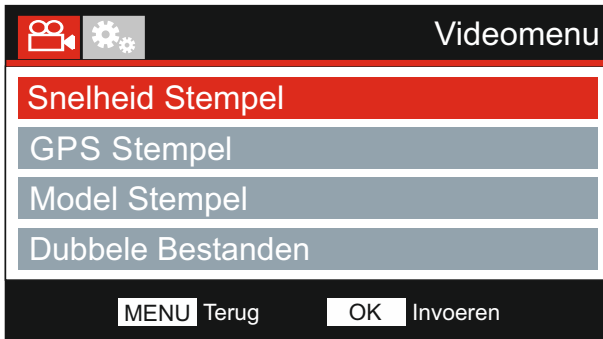 Videomenu
Snelheid Stempel
GPS Stempel
Model Stempel
Dubbele Bestanden
MENU Terug OK Invoeren